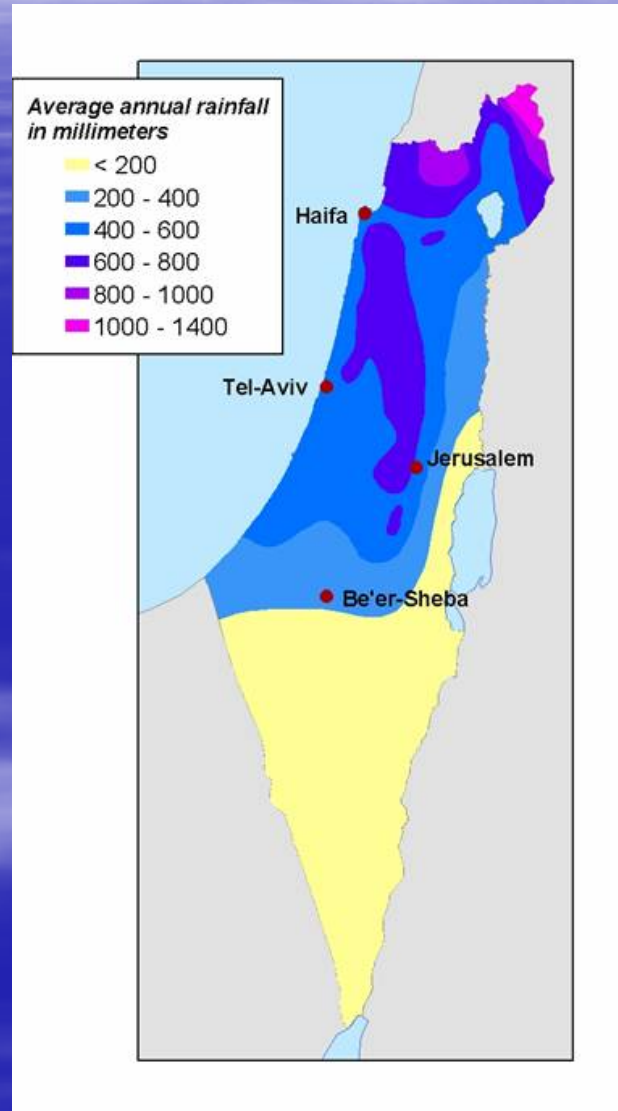 Average annual rainfall
in millimeters
< 200
200 - 400
400 - 600
600 - 800
800 - 1000
1000 - 1400
Haifa
Tel-Aviv
Jerusalem
Be'er-Sheba